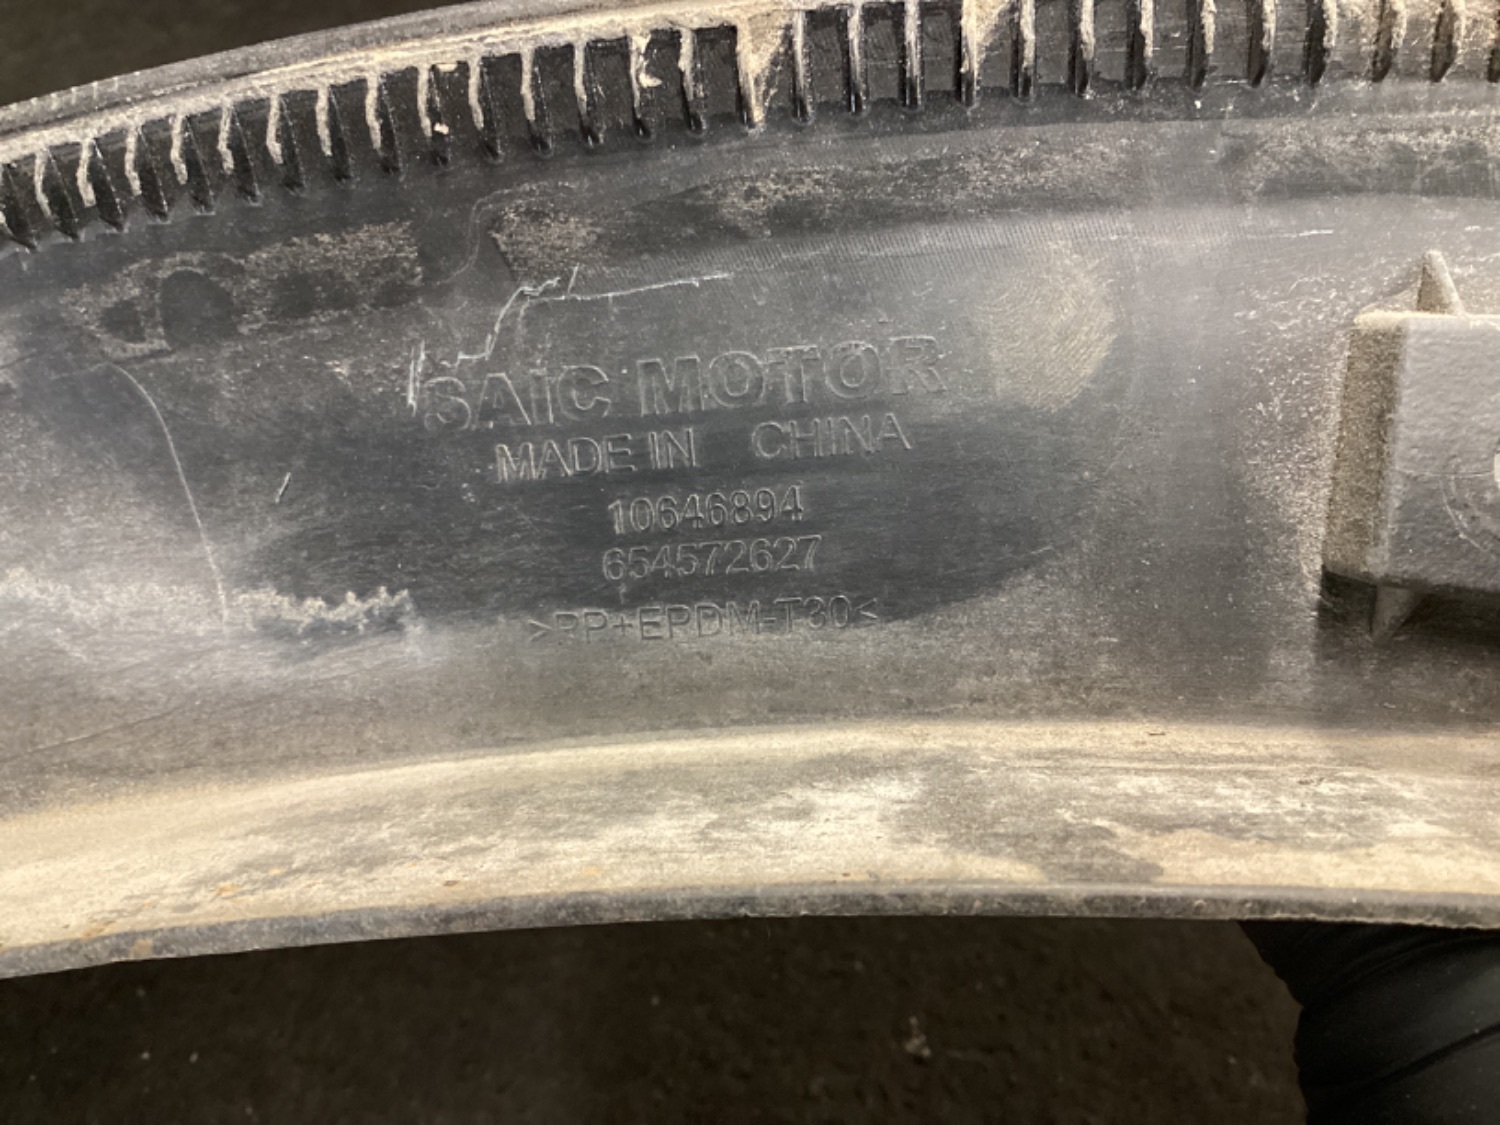 SAIC MOTOR
MADE IN CHINA
10646894
654572627
>PP+EPDM-T30<